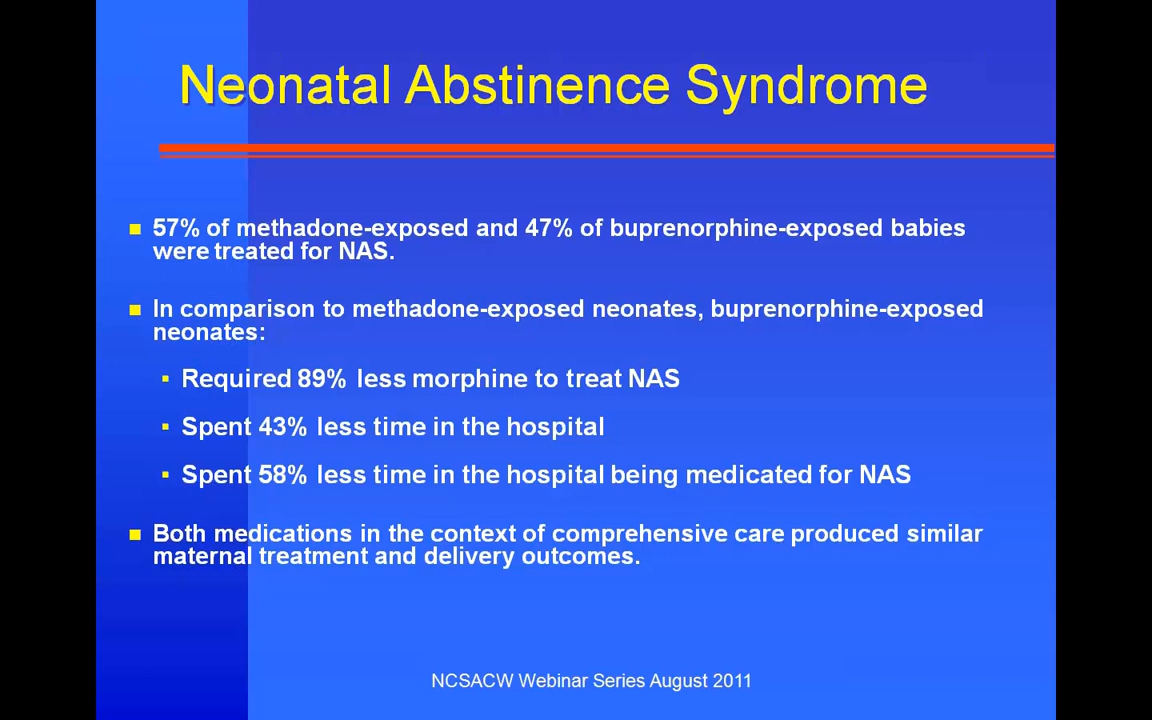 Neonatal Abstinence Syndrome
57% of methadone-exposed and 47% of buprenorphine-exposed babies
were treated for NAS.
In comparison to methadone-exposed neonates, buprenorphine-exposed
neonates:
Required 89% less morphine to treat NAS
Spent 43% less time in the hospital
Spent 58% less time in the hospital being medicated for NAS
Both medications in the context of comprehensive care produced similar
maternal treatment and delivery outcomes.
NCSACW Webinar Series August 2011